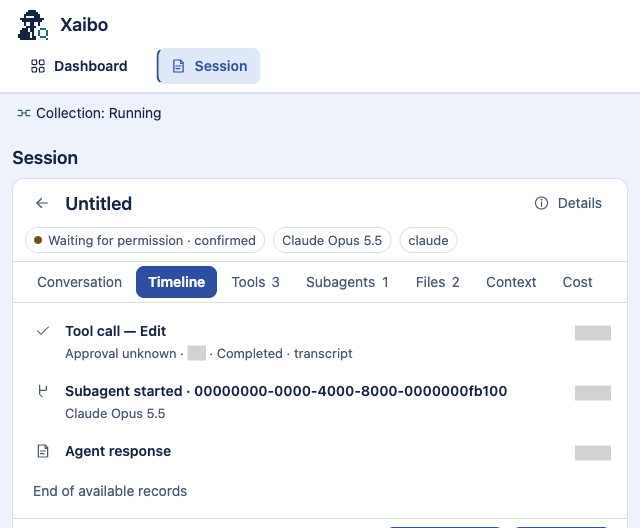 Xaibo
Dashboard
Session
Collection: Running
Session
Untitled
Details
Waiting for permission · confirmed
Claude Opus 5.5
claude
Conversation
Timeline
Tools 3
Subagents 1
Files 2
Context
Cost
Tool call — Edit
Approval unknown · · Completed · transcript
Subagent started · 00000000-0000-4000-8000-0000000fb100
Claude Opus 5.5
Agent response
End of available records